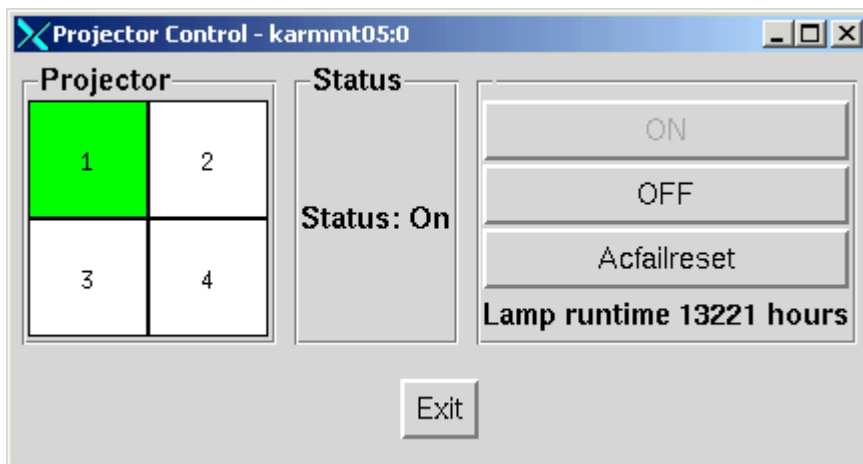 Projector Control - karmmt05:0
Projector
1 2
3 4
Status
Status: On
ON
OFF
Acfailreset
Lamp runtime 13221 hours
Exit